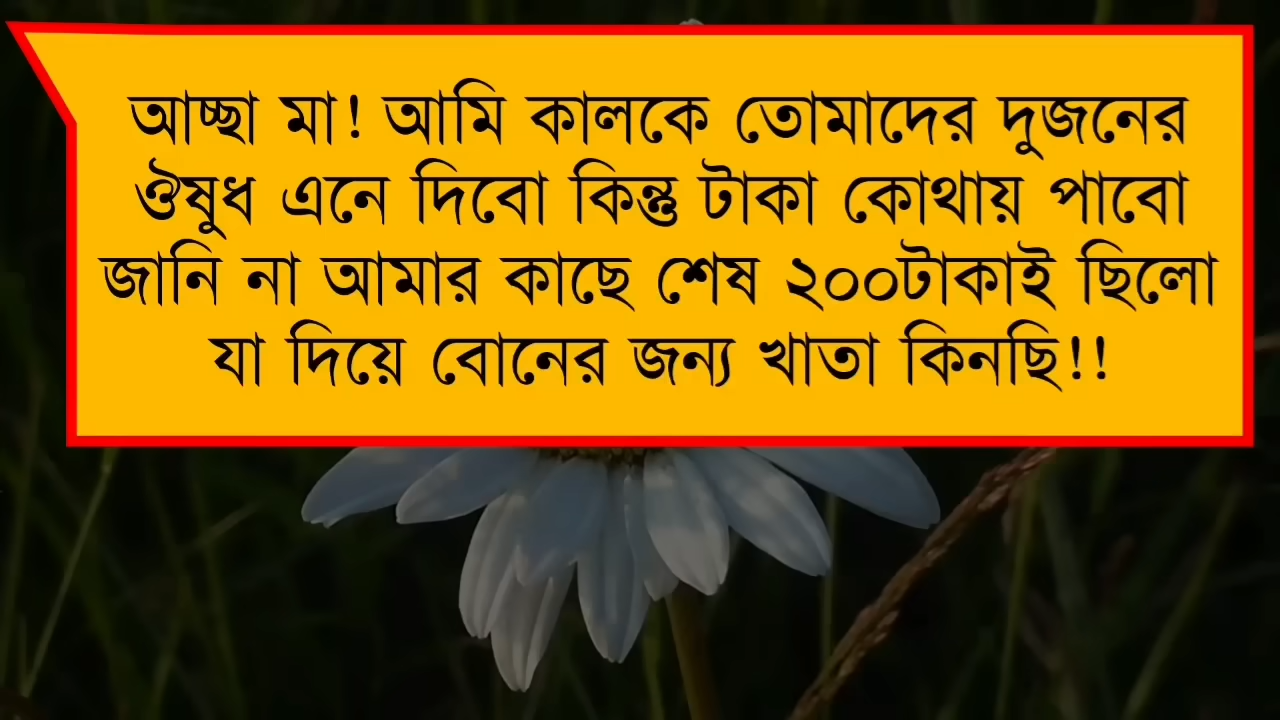 আচ্ছা মা! আমি কালকে তোমাদের দুজনের
ঔষুধ এনে দিবো কিন্তু টাকা কোথায় পাবো
জানি না আমার কাছে শেষ ২০০টাকাই ছিলো
যা দিয়ে বোনের জন্য খাতা কিনছি!!